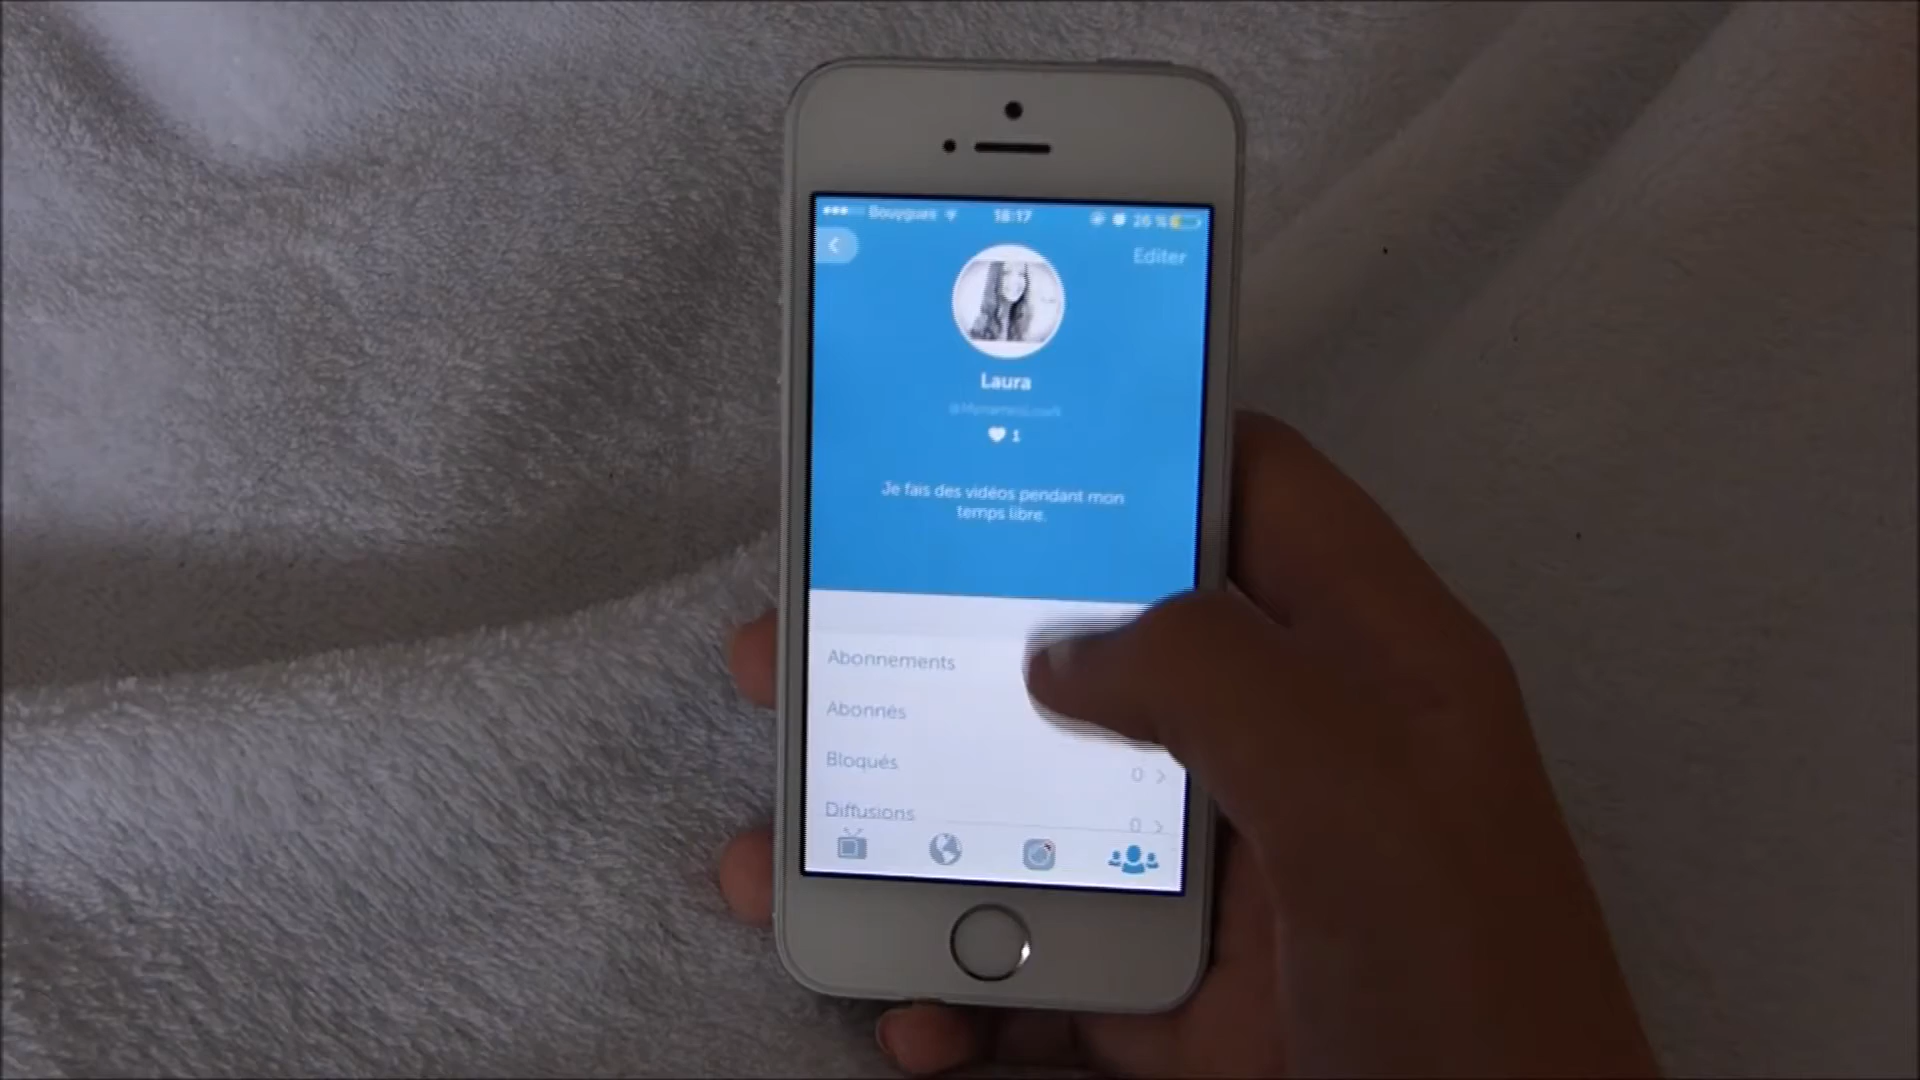 Bouygues 18:17 26 %
Editer
Laura
1
Je fais des vidéos pendant mon
temps libre.
Abonnements
Abonnés
Bloqués 0
Diffusions 0